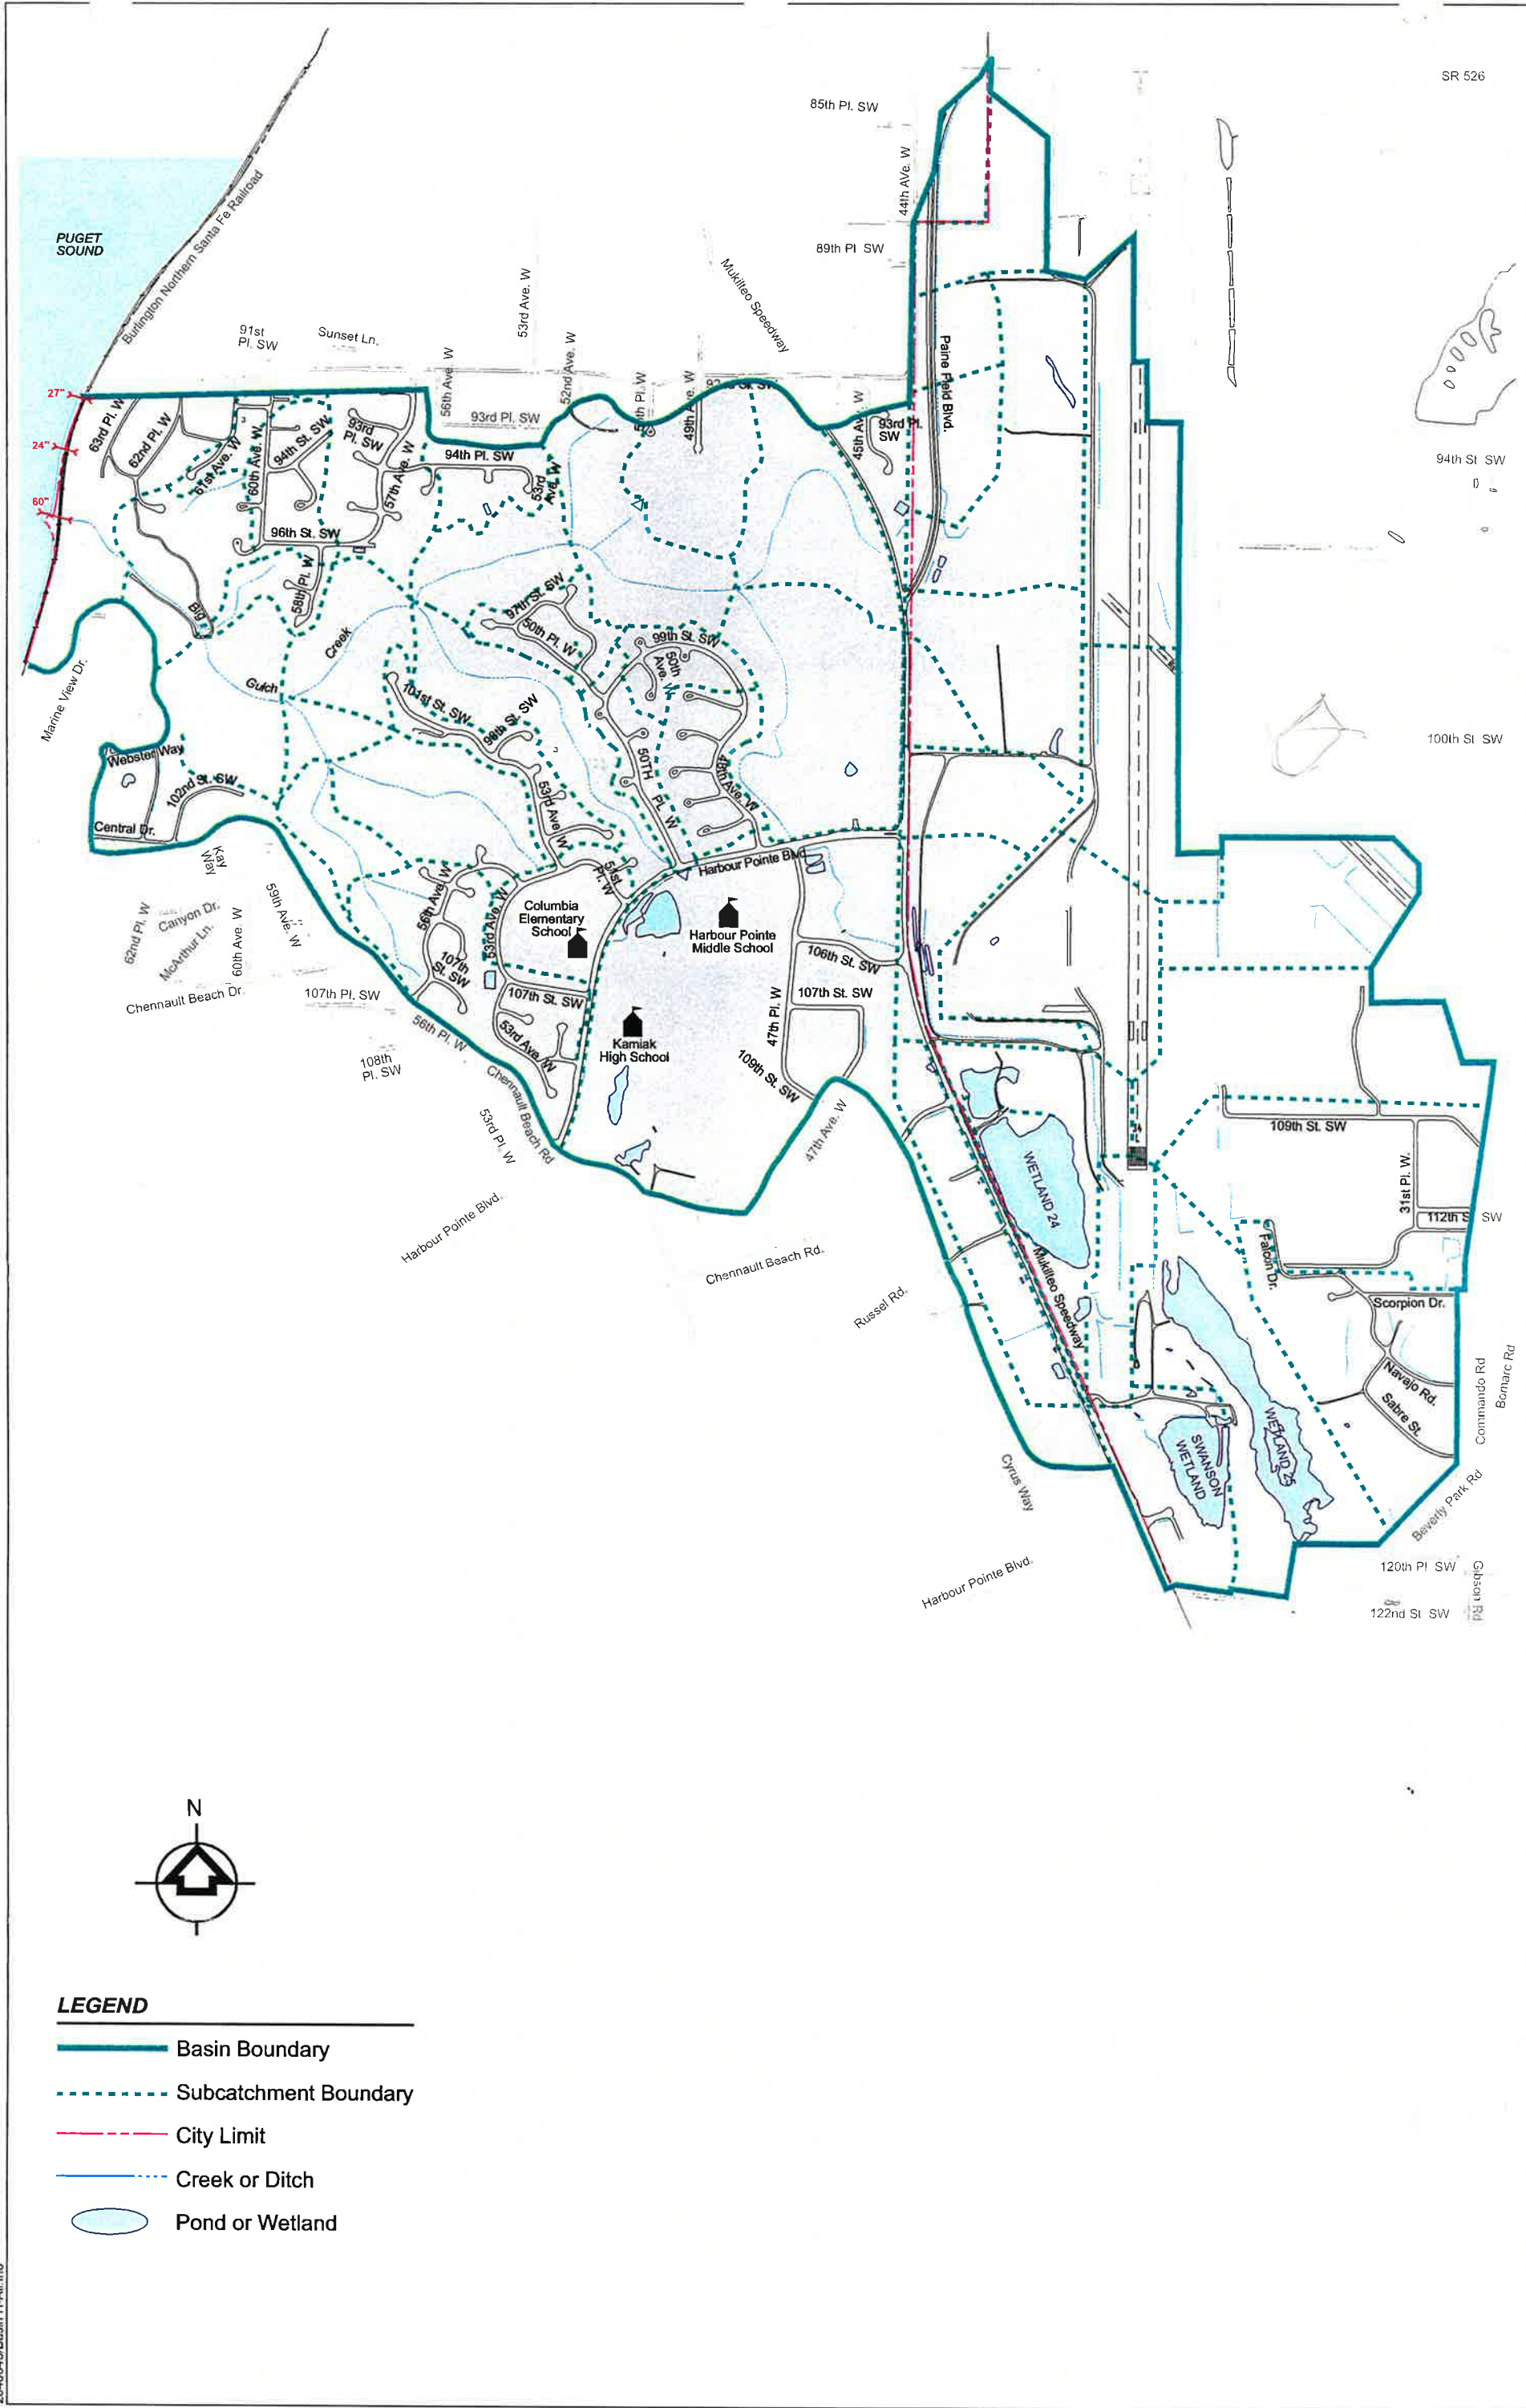 SR 526
85th Pl. SW
44th AVe. W
89th Pl SW
PUGET
SOUND
Burlington Northern Santa Fe Railroad
91st
Pl. SW
Sunset Ln.
53rd Ave. W
Mukilteo Speedway
Paine Field Blvd.
56th Ave. W
52nd Ave. W
93rd Pl. SW
49th Ave. W
45th Ave. W
93rd Pl.
SW
27"
24"
60"
63rd Pl. W
62nd Pl. W
61st Ave. W
60th Ave. W
94th St. SW
93rd
Pl. SW
57th Ave. W
94th Pl. SW
53rd
Ave. W
94th St SW
96th St. SW
58th Pl. W
Big
Gulch
Creek
97th St. SW
50th Pl. W
99th St. SW
50th
Ave. W
Marine View Dr.
101st St. SW
98th St. SW
100th St SW
Webster Way
102nd St. SW
Central Dr.
53rd Ave. W
50TH
PL. W
48th Ave. W
Kay
Way
Harbour Pointe Blvd
51st
Pl. W
62nd Pl. W
Canyon Dr.
McArthur Ln.
60th Ave. W
59th Ave. W
56th Ave. W
53rd Ave. W
Columbia
Elementary
School
Harbour Pointe
Middle School
106th St. SW
107th
St. SW
Chennault Beach Dr.
107th Pl. SW
107th St. SW
107th St. SW
47th Pl. W
56th Pl. W
53rd Ave. W
Kamiak
High School
109th St. SW
108th
Pl. SW
Chennault Beach Rd
53rd Pl. W
47th Ave. W
109th St. SW
31st Pl. W.
112th S
SW
WETLAND 24
Harbour Pointe Blvd.
Chennault Beach Rd.
Russel Rd.
Mukilteo Speedway
Falcon Dr.
Scorpion Dr.
Navajo Rd.
Sabre St.
Commando Rd
Bomarc Rd
WETLAND 25
SWANSON
WETLAND
Cyrus Way
Beverly Park Rd
Harbour Pointe Blvd.
120th Pl SW
Gibson Rd
122nd St SW
N
LEGEND
Basin Boundary
Subcatchment Boundary
City Limit
Creek or Ditch
Pond or Wetland